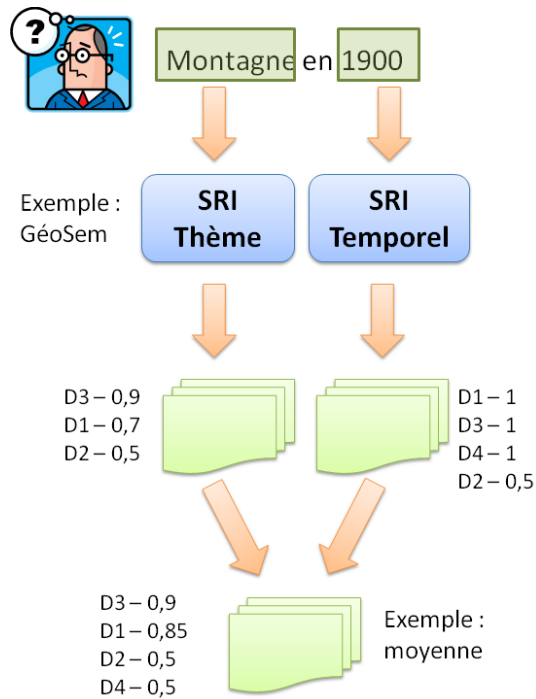 ?
Montagne en 1900
Exemple :
GéoSem
SRI
Thème
SRI
Temporel
D3 – 0,9
D1 – 0,7
D2 – 0,5
D1 – 1
D3 – 1
D4 – 1
D2 – 0,5
D3 – 0,9
D1 – 0,85
D2 – 0,5
D4 – 0,5
Exemple :
moyenne